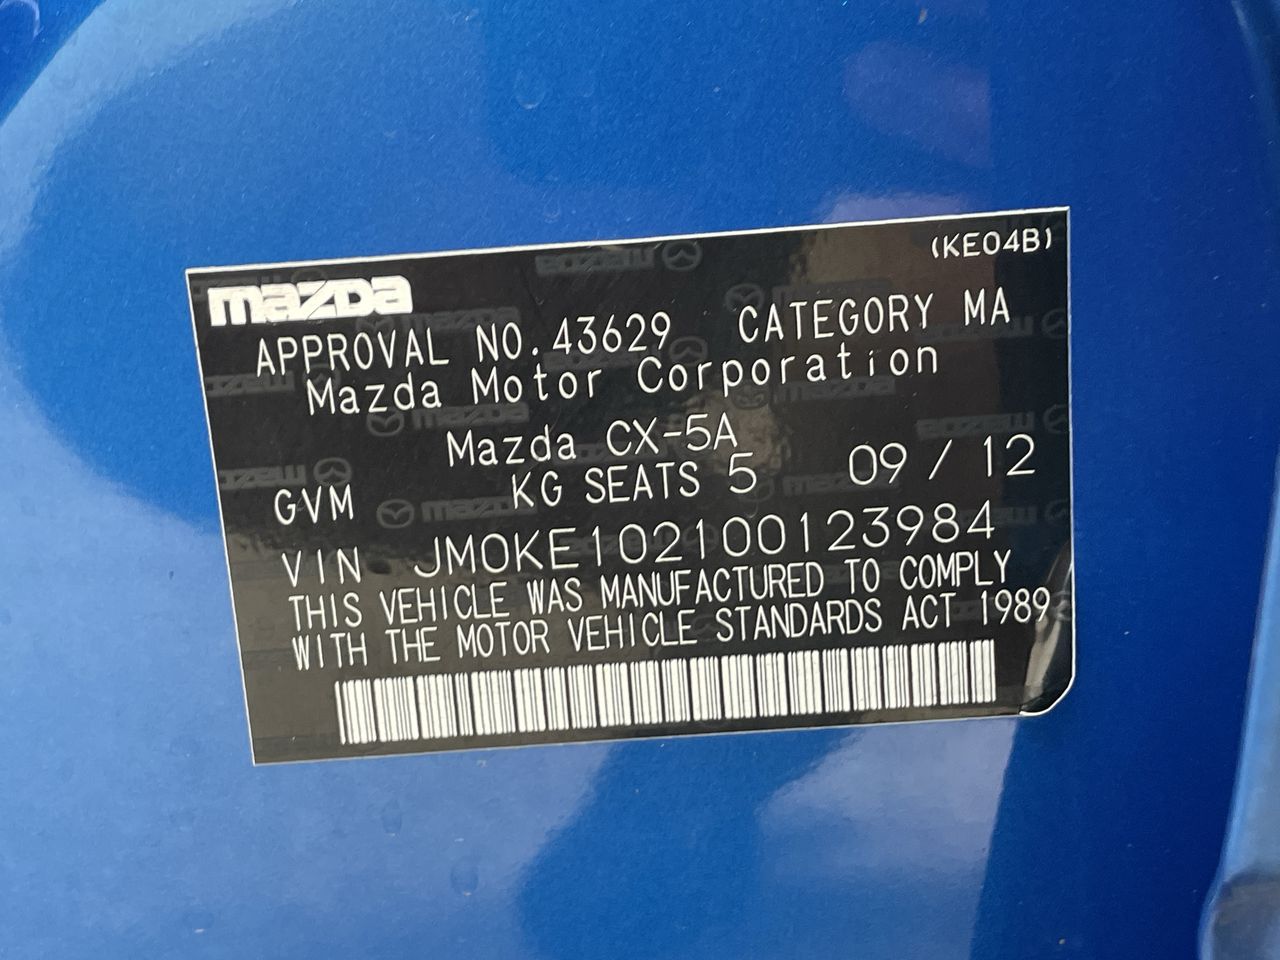 (KE04B)
mazda
APPROVAL NO. 43629 CATEGORY MA
Mazda Motor Corporation
Mazda CX-5A
GVM KG SEATS 5 09 / 12
VIN JM0KE102100123984
THIS VEHICLE WAS MANUFACTURED TO COMPLY
WITH THE MOTOR VEHICLE STANDARDS ACT 1989